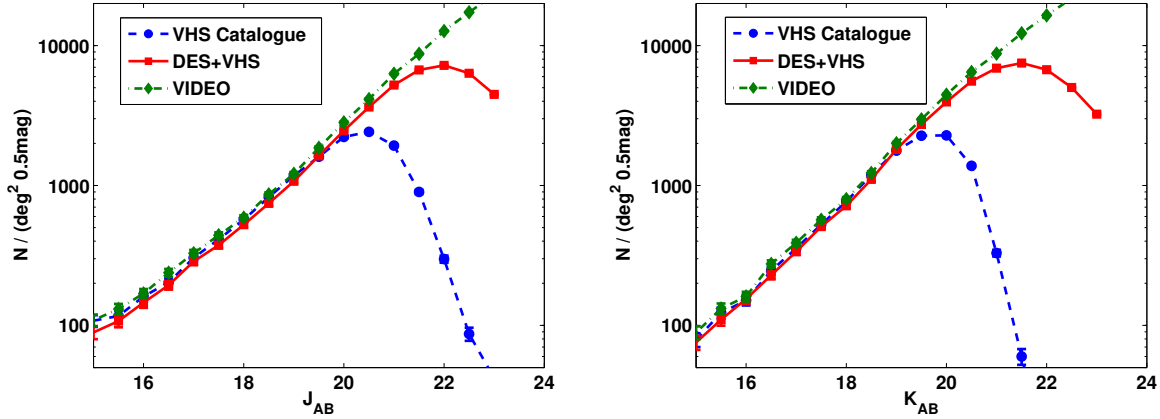 10000
1000
100
N / (deg² 0.5mag)
VHS Catalogue
DES+VHS
VIDEO
16 18 20 22 24
J_AB
10000
1000
100
N / (deg² 0.5mag)
VHS Catalogue
DES+VHS
VIDEO
16 18 20 22 24
K_AB